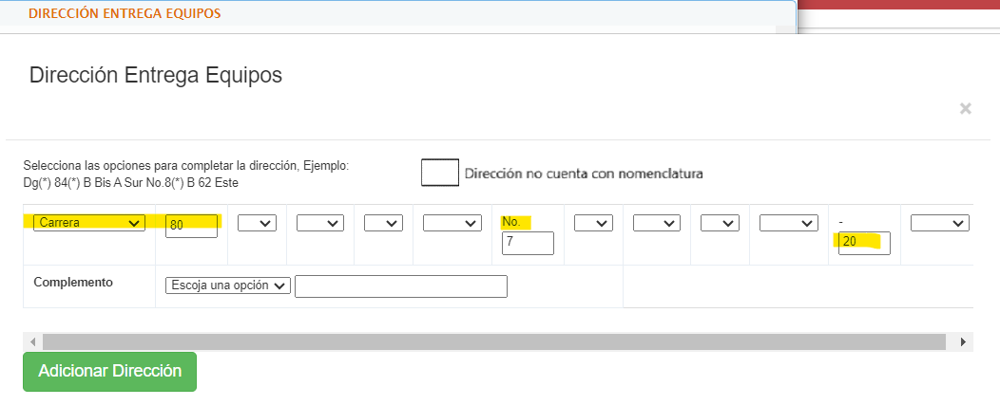 DIRECCIÓN ENTREGA EQUIPOS
Dirección Entrega Equipos
×
Selecciona las opciones para completar la dirección, Ejemplo:
Dg(*) 84(*) B Bis A Sur No.8(*) B 62 Este
Dirección no cuenta con nomenclatura
Carrera 80 No. 7 - 20
Complemento Escoja una opción
Adicionar Dirección